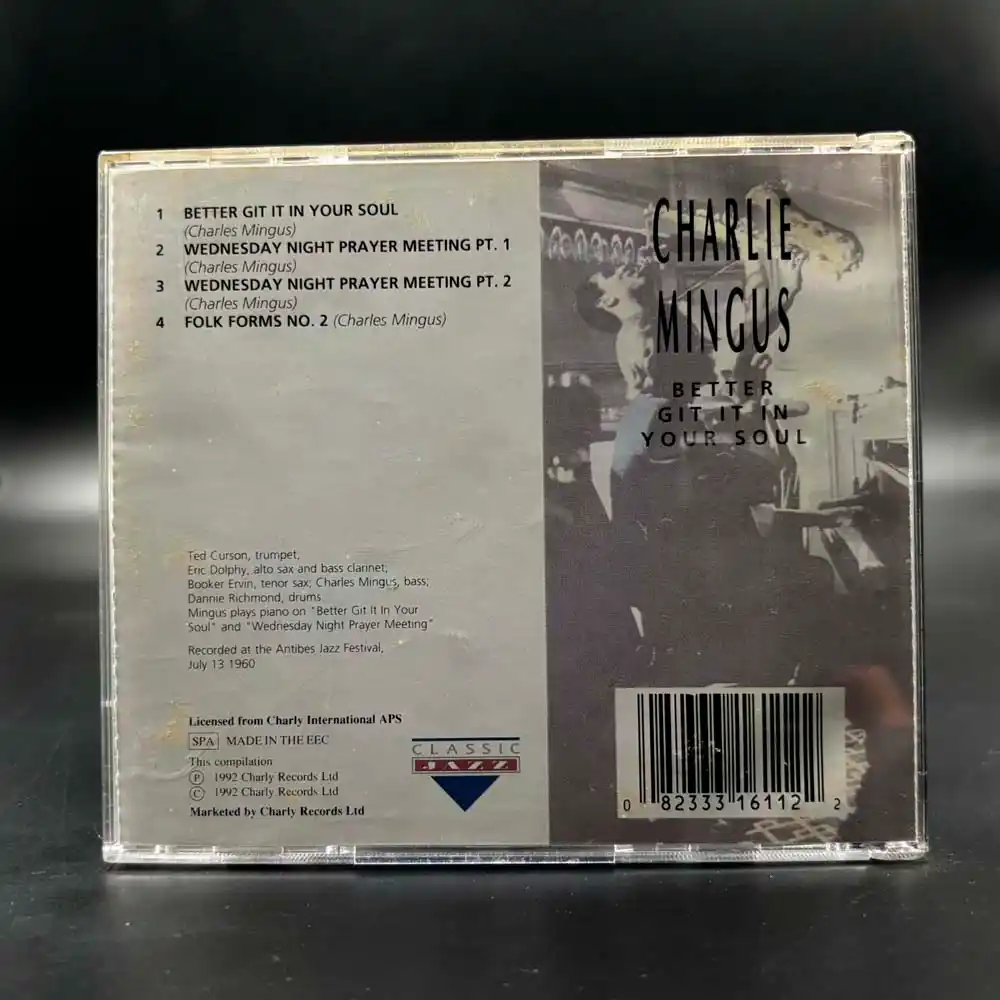 1 BETTER GIT IT IN YOUR SOUL
(Charles Mingus)
2 WEDNESDAY NIGHT PRAYER MEETING PT. 1
(Charles Mingus)
3 WEDNESDAY NIGHT PRAYER MEETING PT. 2
(Charles Mingus)
4 FOLK FORMS NO. 2 (Charles Mingus)
Ted Curson, trumpet,
Eric Dolphy, alto sax and bass clarinet;
Booker Ervin, tenor sax; Charles Mingus, bass;
Dannie Richmond, drums
Mingus plays piano on "Better Git It In Your
Soul" and "Wednesday Night Prayer Meeting"
Recorded at the Antibes Jazz Festival,
July 13 1960
Licensed from Charly International APS
SPA MADE IN THE EEC
This compilation
Ⓟ 1992 Charly Records Ltd
© 1992 Charly Records Ltd
Marketed by Charly Records Ltd
CLASSIC
JAZZ
CHARLIE
MINGUS
BETTER
GIT IT IN
YOUR SOUL
0 82333 16112 2